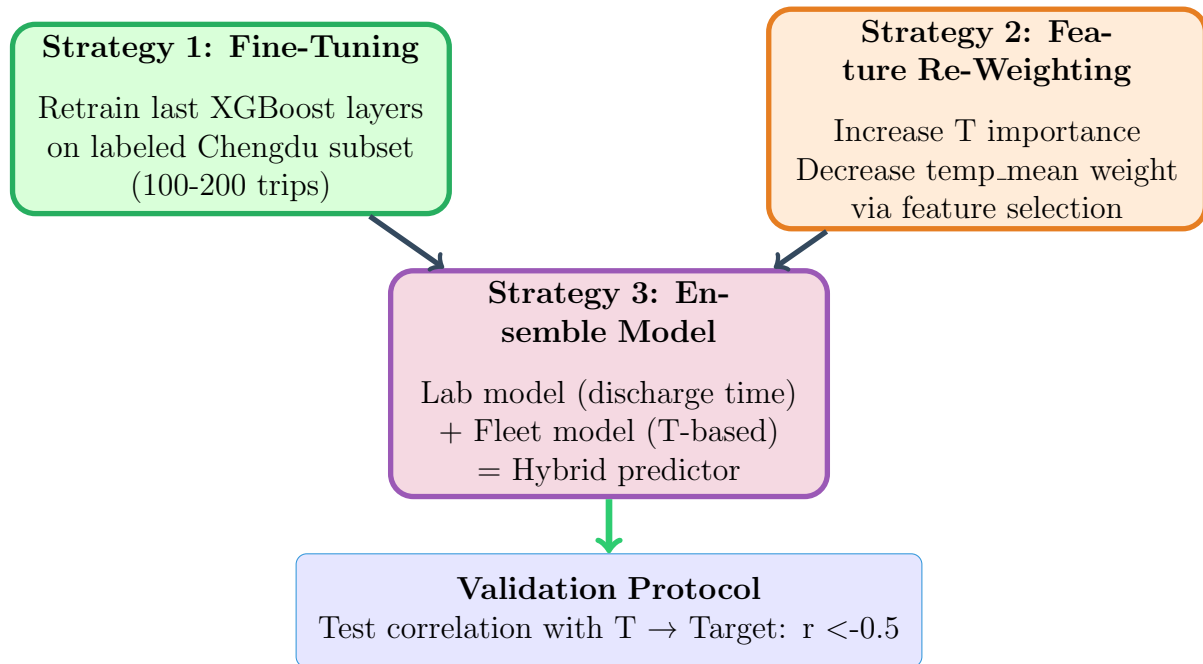 Strategy 1: Fine-Tuning
Retrain last XGBoost layers
on labeled Chengdu subset
(100-200 trips)
Strategy 2: Fea-
ture Re-Weighting
Increase T importance
Decrease temp_mean weight
via feature selection
Strategy 3: En-
semble Model
Lab model (discharge time)
+ Fleet model (T-based)
= Hybrid predictor
Validation Protocol
Test correlation with T → Target: r <-0.5